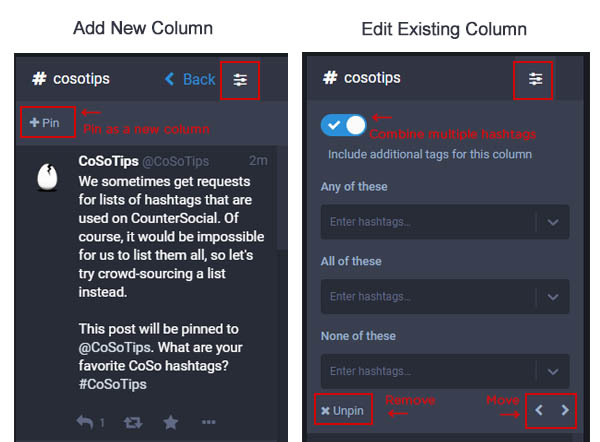 Add New Column
# cosotips
Back
+ Pin
Pin as a new column
CoSoTips @CoSoTips 2m
We sometimes get requests
for lists of hashtags that are
used on CounterSocial. Of
course, it would be impossible
for us to list them all, so let's
try crowd-sourcing a list
instead.
This post will be pinned to
@CoSoTips. What are your
favorite CoSo hashtags?
#CoSoTips
1
Edit Existing Column
# cosotips
Combine multiple hashtags
Include additional tags for this column
Any of these
Enter hashtags...
All of these
Enter hashtags...
None of these
Enter hashtags...
Unpin
Remove
Move